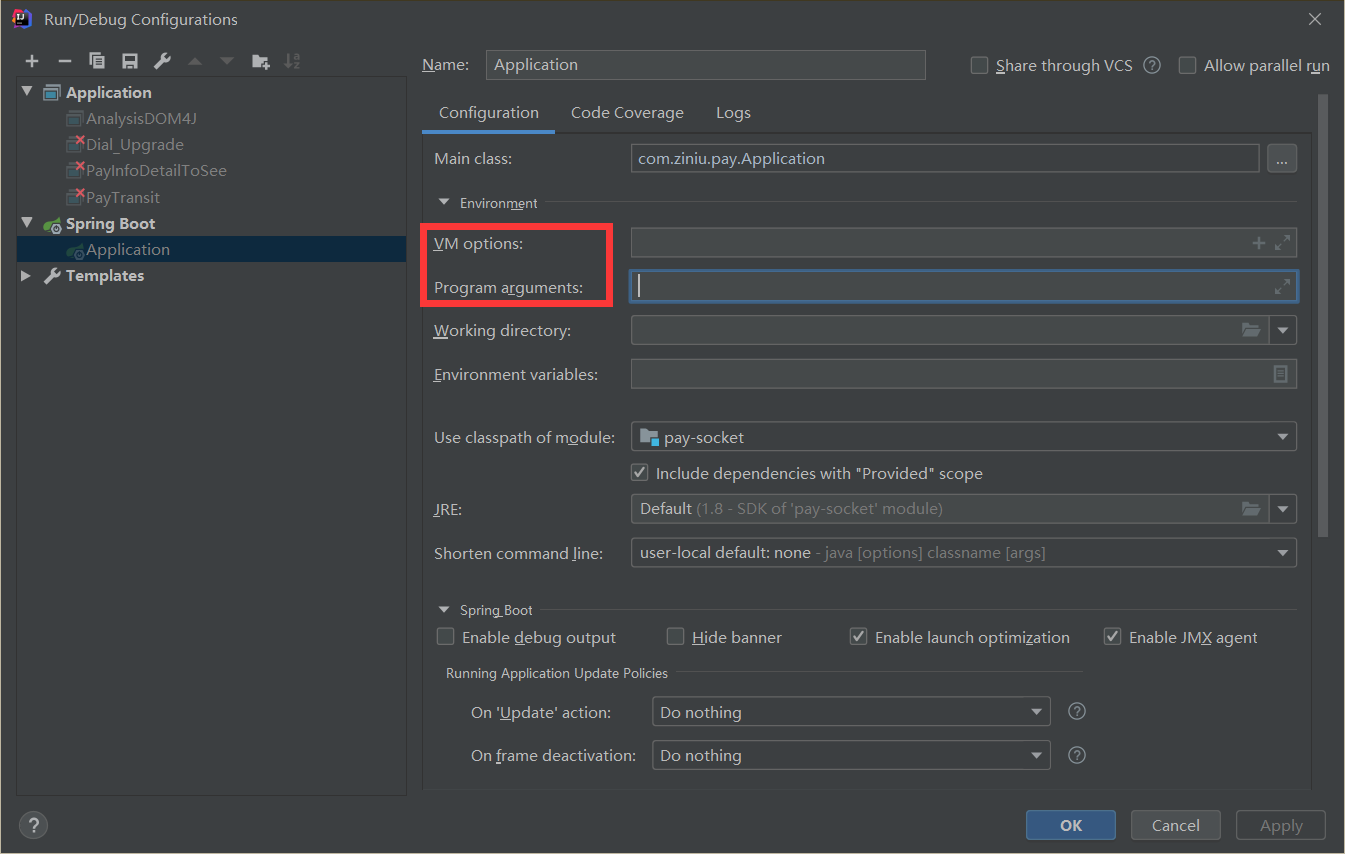 Run/Debug Configurations
Name: Application
Share through VCS
Allow parallel run
Application
AnalysisDOM4J
Dial_Upgrade
PayInfoDetailToSee
PayTransit
Spring Boot
Application
Templates
Configuration Code Coverage Logs
Main class: com.ziniu.pay.Application ...
Environment
VM options:
Program arguments:
Working directory:
Environment variables:
Use classpath of module: pay-socket
Include dependencies with "Provided" scope
JRE: Default (1.8 - SDK of 'pay-socket' module)
Shorten command line: user-local default: none - java [options] classname [args]
Spring Boot
Enable debug output Hide banner Enable launch optimization Enable JMX agent
Running Application Update Policies
On 'Update' action: Do nothing ?
On frame deactivation: Do nothing ?
? OK Cancel Apply